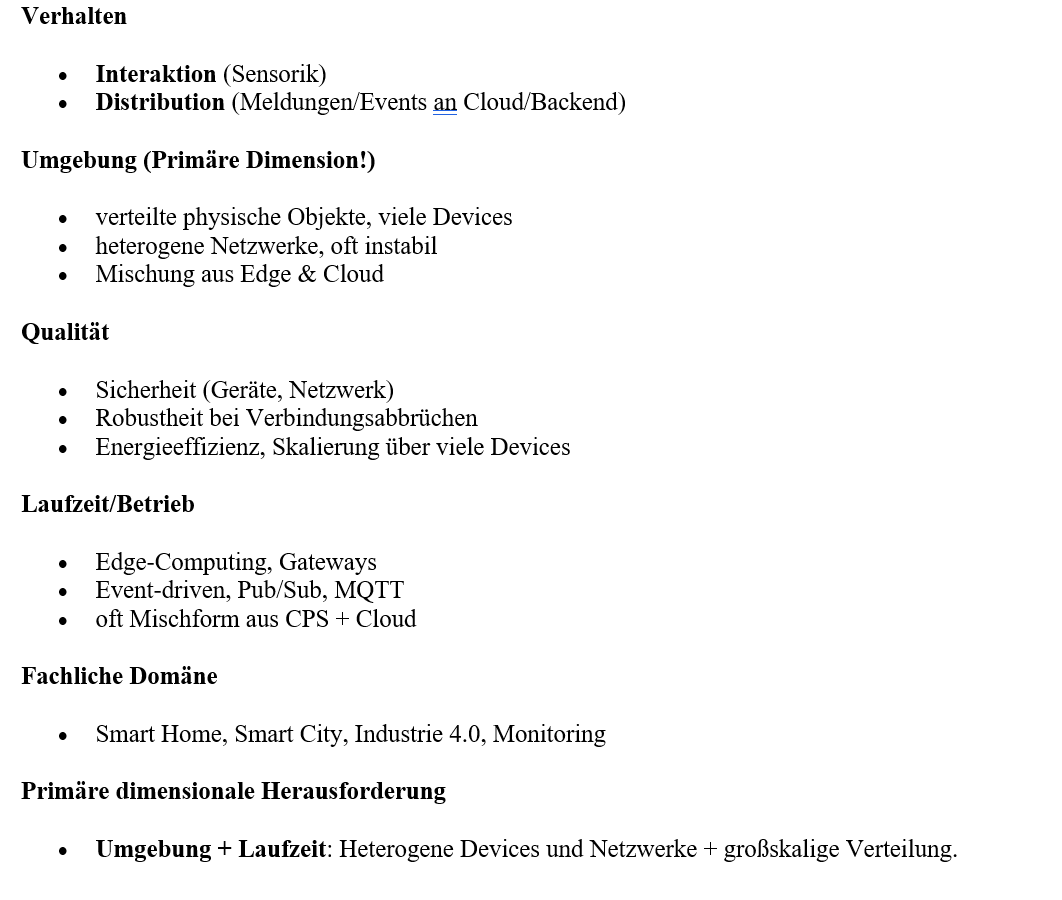 Verhalten
• Interaktion (Sensorik)
• Distribution (Meldungen/Events an Cloud/Backend)
Umgebung (Primäre Dimension!)
• verteilte physische Objekte, viele Devices
• heterogene Netzwerke, oft instabil
• Mischung aus Edge & Cloud
Qualität
• Sicherheit (Geräte, Netzwerk)
• Robustheit bei Verbindungsabbrüchen
• Energieeffizienz, Skalierung über viele Devices
Laufzeit/Betrieb
• Edge-Computing, Gateways
• Event-driven, Pub/Sub, MQTT
• oft Mischform aus CPS + Cloud
Fachliche Domäne
• Smart Home, Smart City, Industrie 4.0, Monitoring
Primäre dimensionale Herausforderung
• Umgebung + Laufzeit: Heterogene Devices und Netzwerke + großskalige Verteilung.